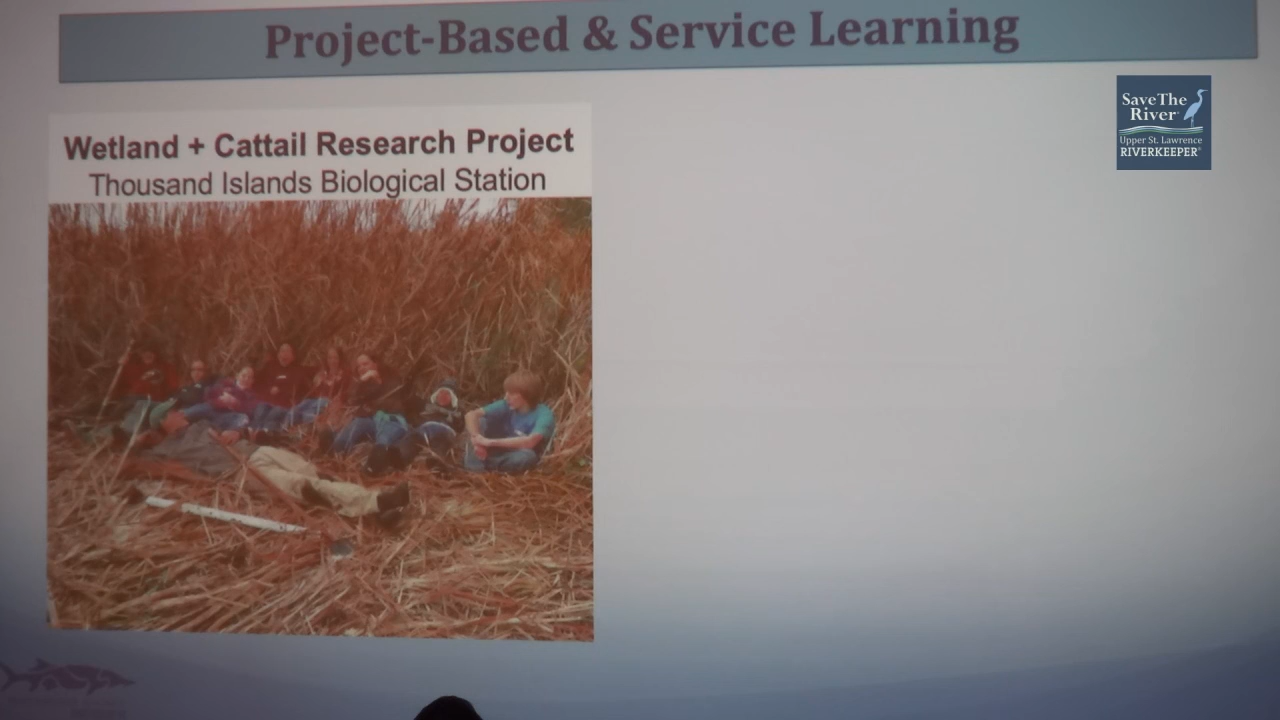 Project-Based & Service Learning
Save The
River
Upper St. Lawrence
RIVERKEEPER®
Wetland + Cattail Research Project
Thousand Islands Biological Station